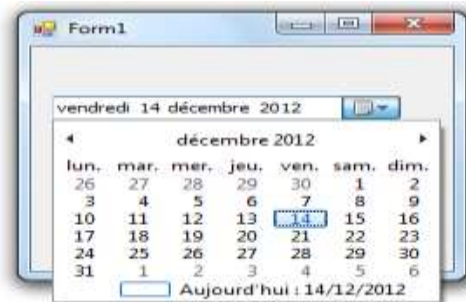 Form1
vendredi 14 décembre 2012
décembre 2012
lun. mar. mer. jeu. ven. sam. dim.
26 27 28 29 30 1 2
3 4 5 6 7 8 9
10 11 12 13 14 15 16
17 18 19 20 21 22 23
24 25 26 27 28 29 30
31 1 2 3 4 5 6
Aujourd'hui : 14/12/2012